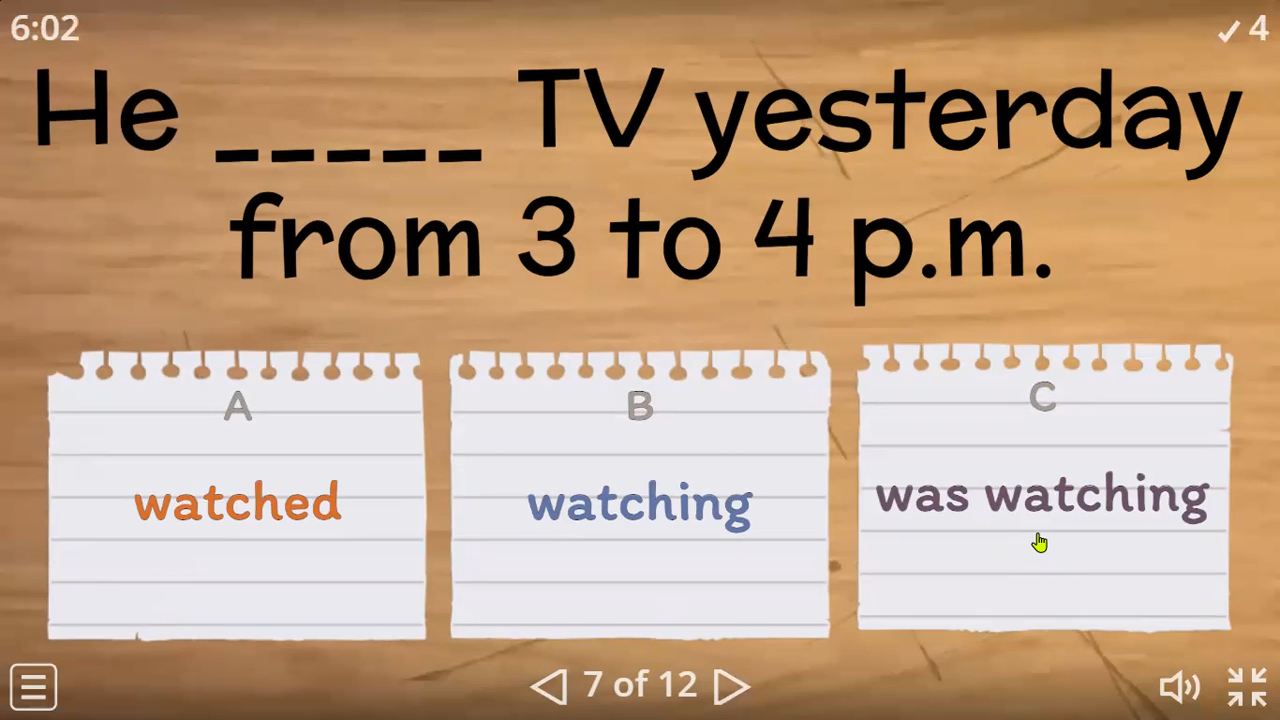 6:02
✓ 4
He _____ TV yesterday
from 3 to 4 p.m.
A
watched
B
watching
C
was watching
7 of 12